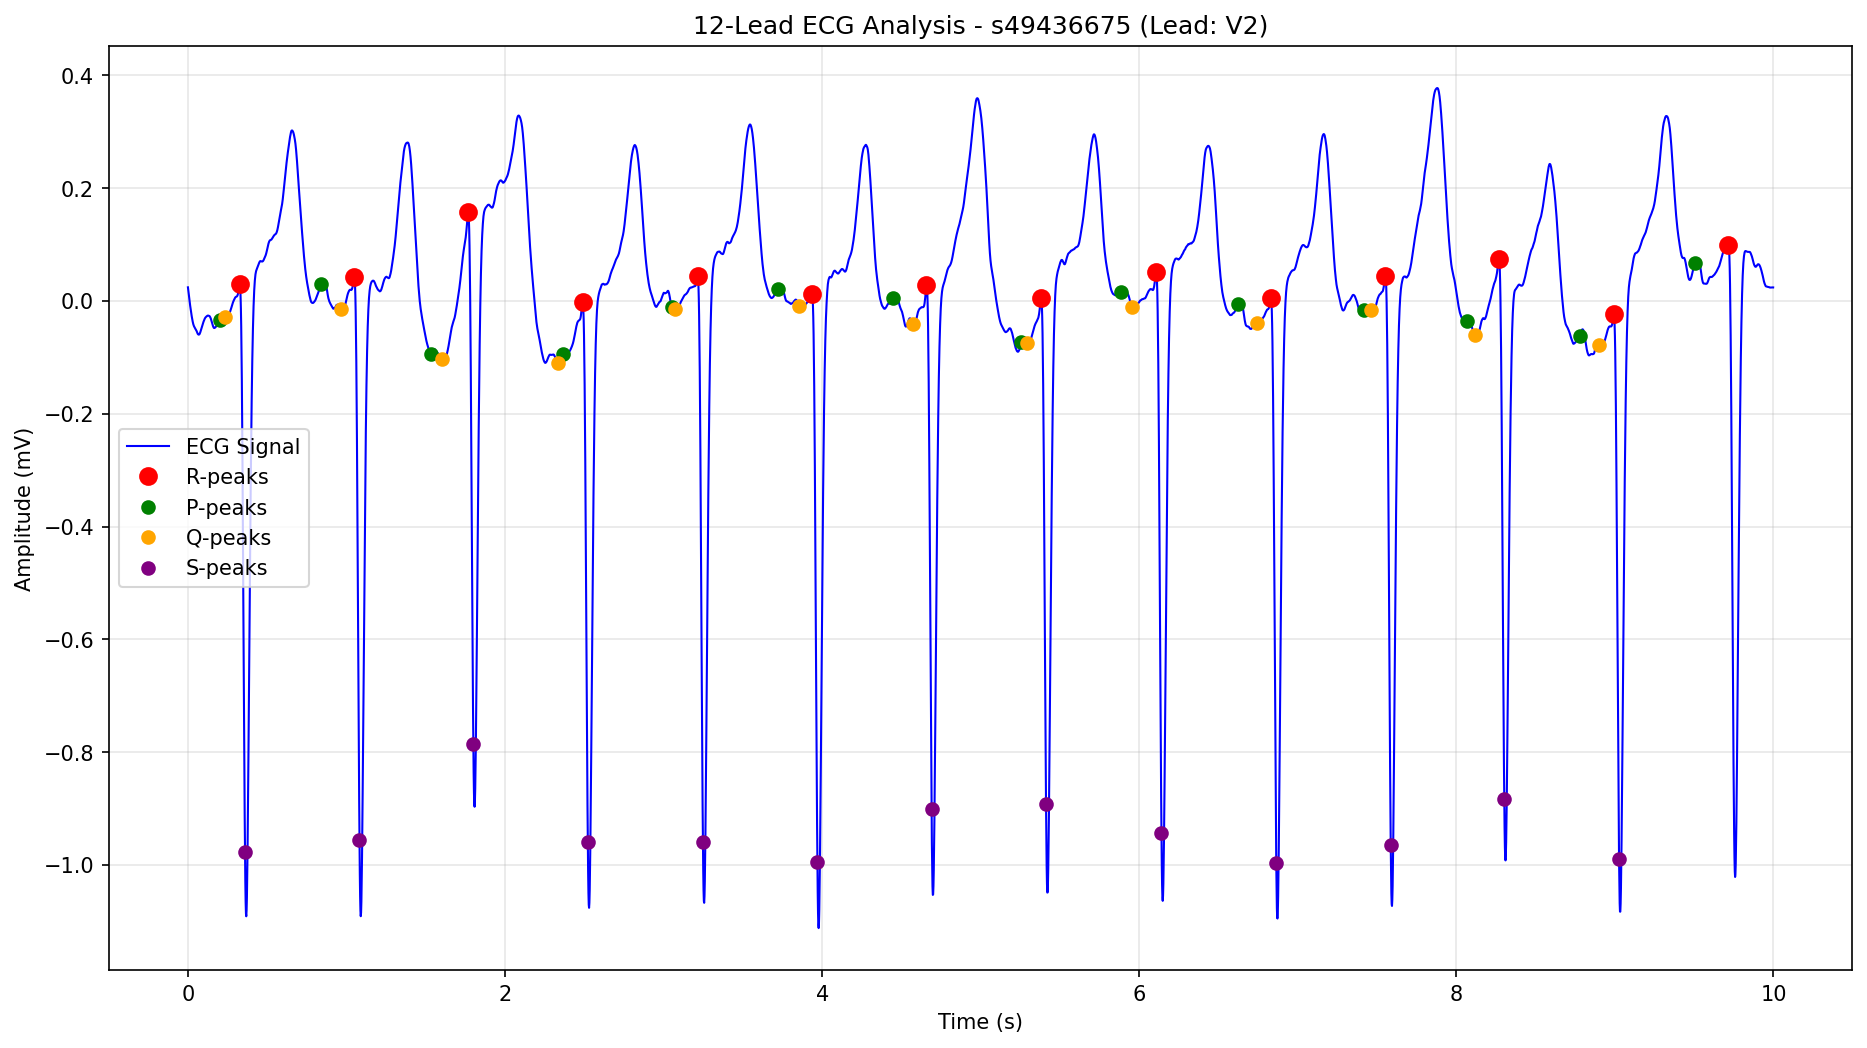 12-Lead ECG Analysis - s49436675 (Lead: V2)
0.4
0.2
0.0
−0.2
−0.4
−0.6
−0.8
−1.0
Amplitude (mV)
ECG Signal
R-peaks
P-peaks
Q-peaks
S-peaks
0 2 4 6 8 10
Time (s)